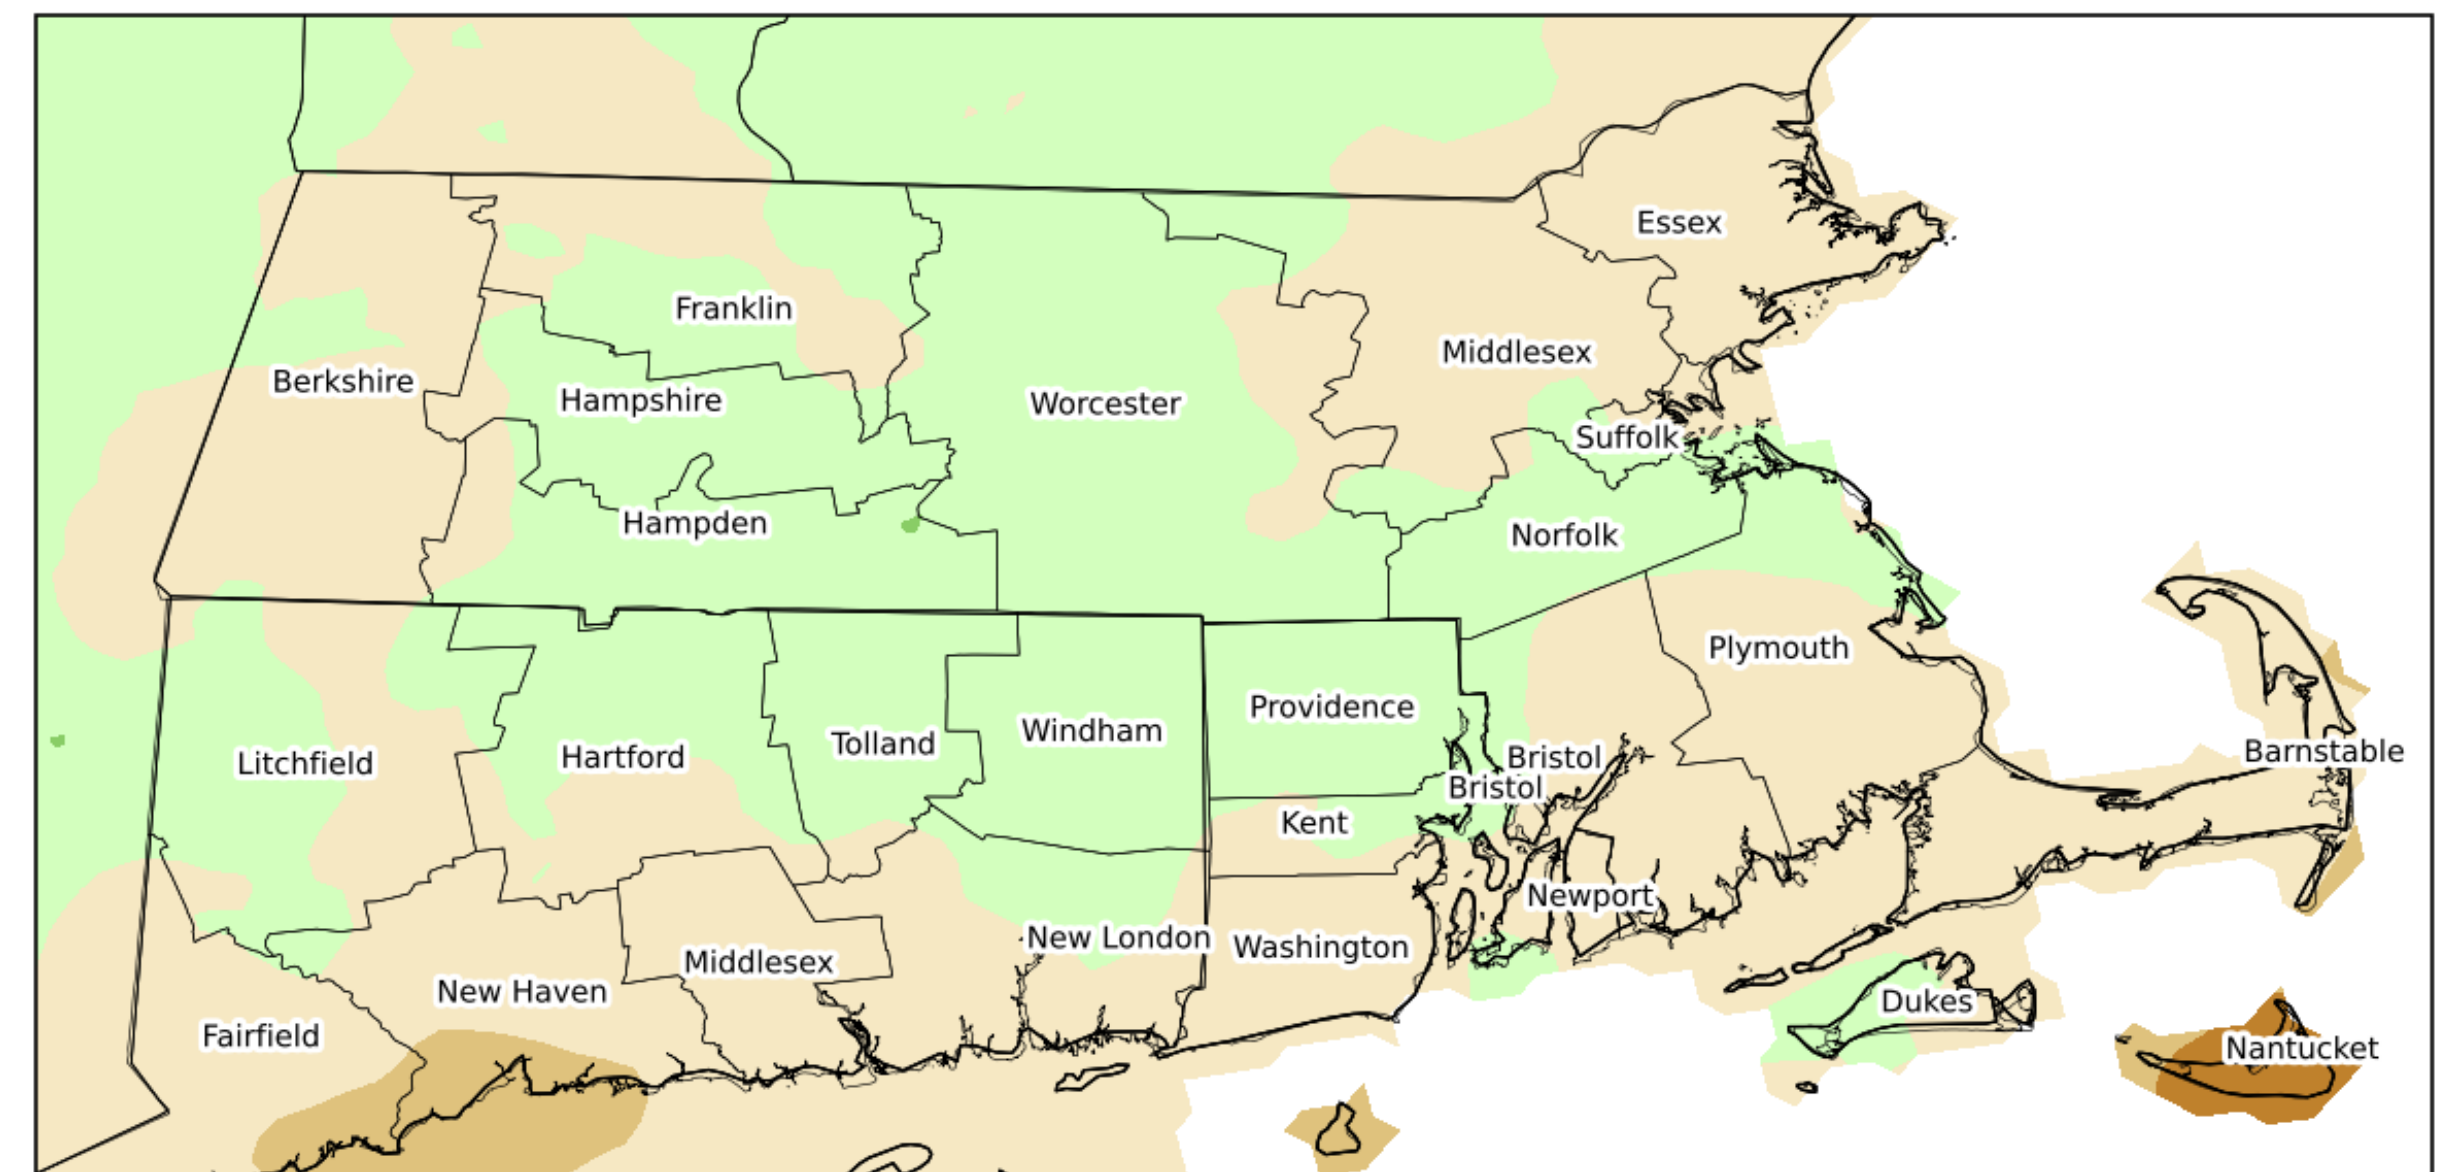 Essex
Franklin
Middlesex
Berkshire
Hampshire
Worcester
Suffolk
Hampden
Norfolk
Plymouth
Providence
Windham
Tolland
Litchfield
Hartford
Bristol
Barnstable
Bristol
Kent
Newport
New London
Washington
Middlesex
New Haven
Dukes
Fairfield
Nantucket